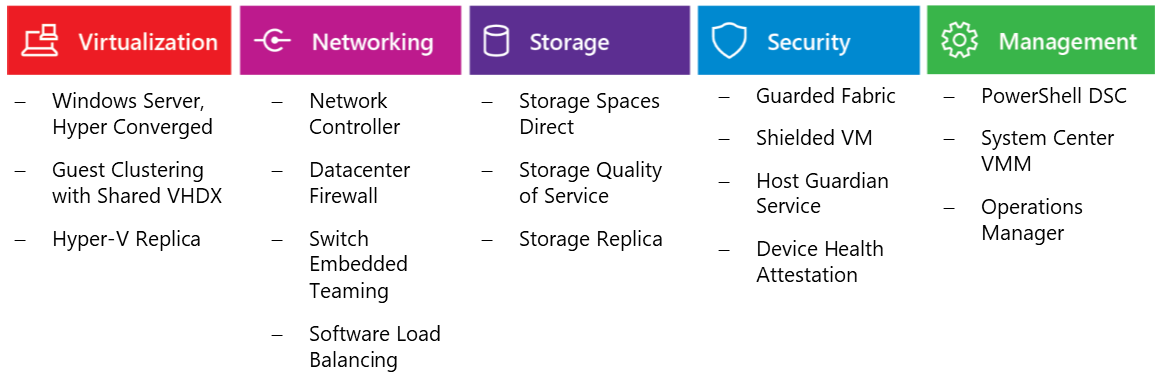 Virtualization
– Windows Server,
Hyper Converged
– Guest Clustering
with Shared VHDX
– Hyper-V Replica
Networking
– Network
Controller
– Datacenter
Firewall
– Switch
Embedded
Teaming
– Software Load
Balancing
Storage
– Storage Spaces
Direct
– Storage Quality
of Service
– Storage Replica
Security
– Guarded Fabric
– Shielded VM
– Host Guardian
Service
– Device Health
Attestation
Management
– PowerShell DSC
– System Center
VMM
– Operations
Manager